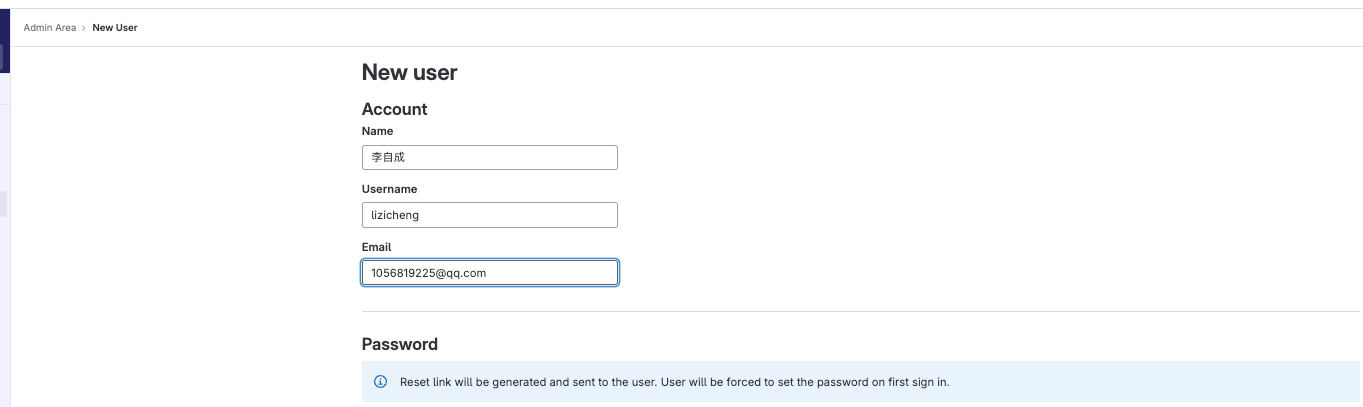 Admin Area › New User
New user
Account
Name
李自成
Username
lizicheng
Email
1056819225@qq.com
Password
Reset link will be generated and sent to the user. User will be forced to set the password on first sign in.